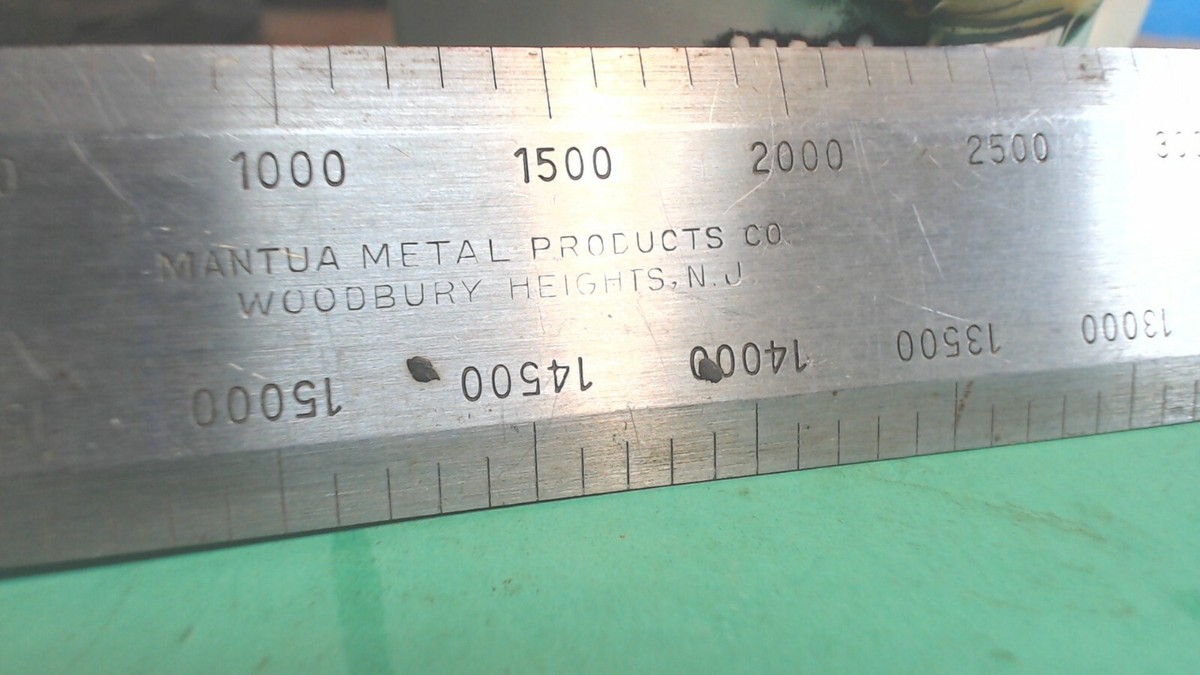 1000 1500 2000 2500
MANTUA METAL PRODUCTS CO.
WOODBURY HEIGHTS, N.J.
15000 14500 14000 13500 13000